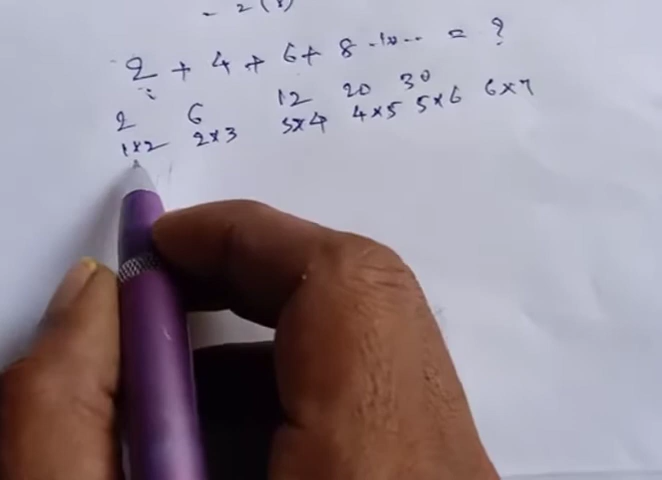 = 2 (
2 + 4 + 6 + 8 ..... = ?
2 6 12 20 30
1×2 2×3 3×4 4×5 5×6 6×7